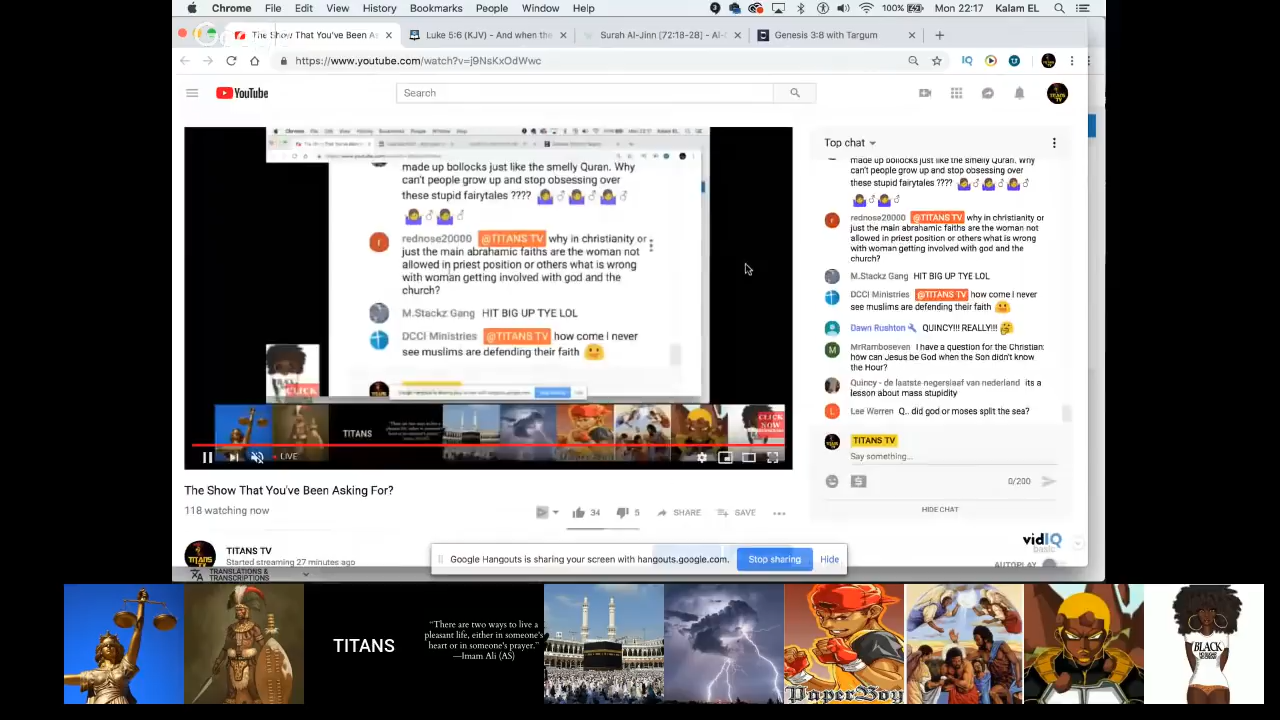 Chrome File Edit View History Bookmarks People Window Help 100% Mon 22:17 Kalam EL
The Show That You've Been As
Luke 5:6 (KJV) - And when the
Surah Al-Jinn (72:18-28) - Al-
Genesis 3:8 with Targum
https://www.youtube.com/watch?v=j9NsKxOdWwc
YouTube
Search
made up bollocks just like the smelly Quran. Why
can't people grow up and stop obsessing over
these stupid fairytales ????
rednose20000 @TITANS TV why in christianity or
just the main abrahamic faiths are the woman not
allowed in priest position or others what is wrong
with woman getting involved with god and the
church?
M.Stackz Gang HIT BIG UP TYE LOL
DCCI Ministries @TITANS TV how come I never
see muslims are defending their faith
CLICK
TITANS
CLICK
NOW
LIVE
Top chat
made up bollocks just like the smelly Quran. Why
can't people grow up and stop obsessing over
these stupid fairytales ????
rednose20000 @TITANS TV why in christianity or
just the main abrahamic faiths are the woman not
allowed in priest position or others what is wrong
with woman getting involved with god and the
church?
M.Stackz Gang HIT BIG UP TYE LOL
DCCI Ministries @TITANS TV how come I never
see muslims are defending their faith
Dawn Rushton QUINCY!!! REALLY!!!
MrRamboseven I have a question for the Christian:
how can Jesus be God when the Son didn't know
the Hour?
Quincy - de laatste negerslaaf van nederland its a
lesson about mass stupidity
Lee Warren Q.. did god or moses split the sea?
TITANS TV
Say something...
0/200
HIDE CHAT
The Show That You've Been Asking For?
118 watching now
34 5 SHARE SAVE
vidIQ
basic
AUTOPLAY
TITANS TV
Started streaming 27 minutes ago
TRANSLATIONS &
TRANSCRIPTIONS
Google Hangouts is sharing your screen with hangouts.google.com. Stop sharing Hide
TITANS
“There are two ways to live a
pleasant life, either in someone's
heart or in someone's prayer.”
—Imam Ali (AS)
PaperBoy
BLACK